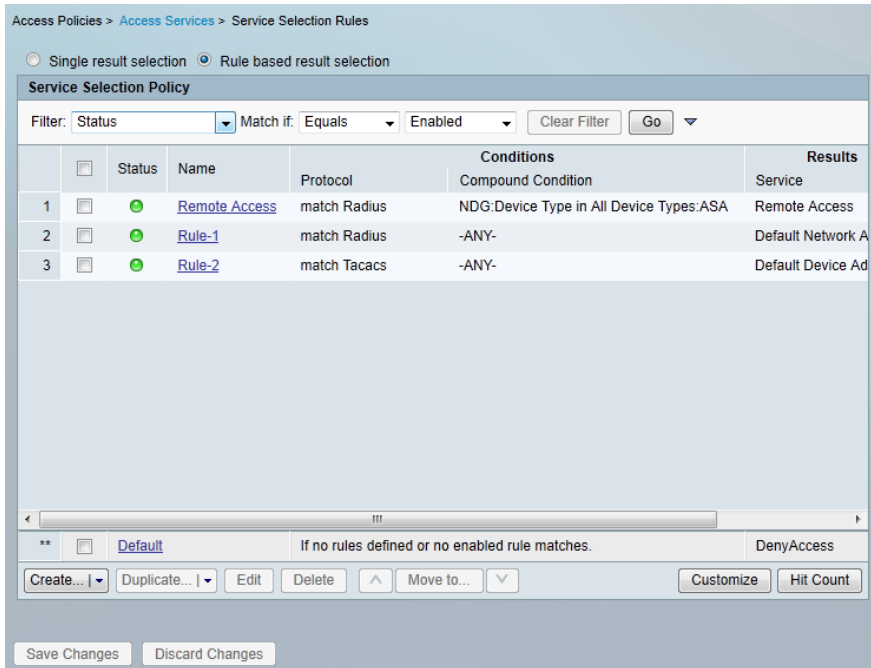 Access Policies > Access Services > Service Selection Rules
Single result selection Rule based result selection
Service Selection Policy
Filter: Status Match if: Equals Enabled Clear Filter Go
Conditions Results
Status Name Protocol Compound Condition Service
1 Remote Access match Radius NDG:Device Type in All Device Types:ASA Remote Access
2 Rule-1 match Radius -ANY- Default Network A
3 Rule-2 match Tacacs -ANY- Default Device Ad
** Default If no rules defined or no enabled rule matches. DenyAccess
Create... | Duplicate... | Edit Delete Move to... Customize Hit Count
Save Changes Discard Changes